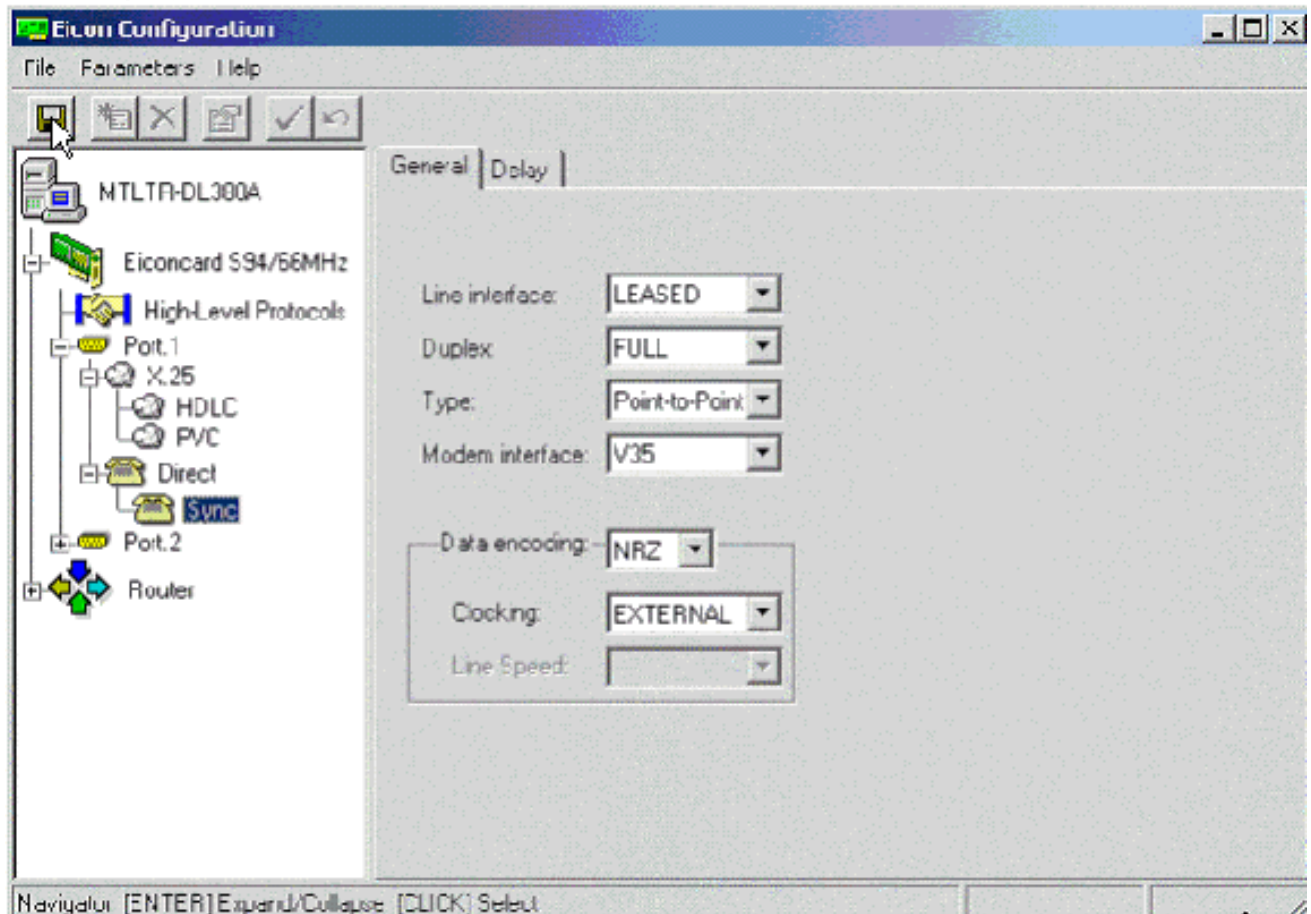 Eicon Configuration
File Parameters Help
MTLTR-DL380A
Eiconcard S94/66MHz
High-Level Protocols
Port.1
X.25
HDLC
PVC
Direct
Sync
Port.2
Router
General Delay
Line interface: LEASED
Duplex: FULL
Type: Point-to-Point
Modem interface: V35
Data encoding: NRZ
Clocking: EXTERNAL
Line Speed:
Navigator [ENTER] Expand/Collapse [CLICK] Select